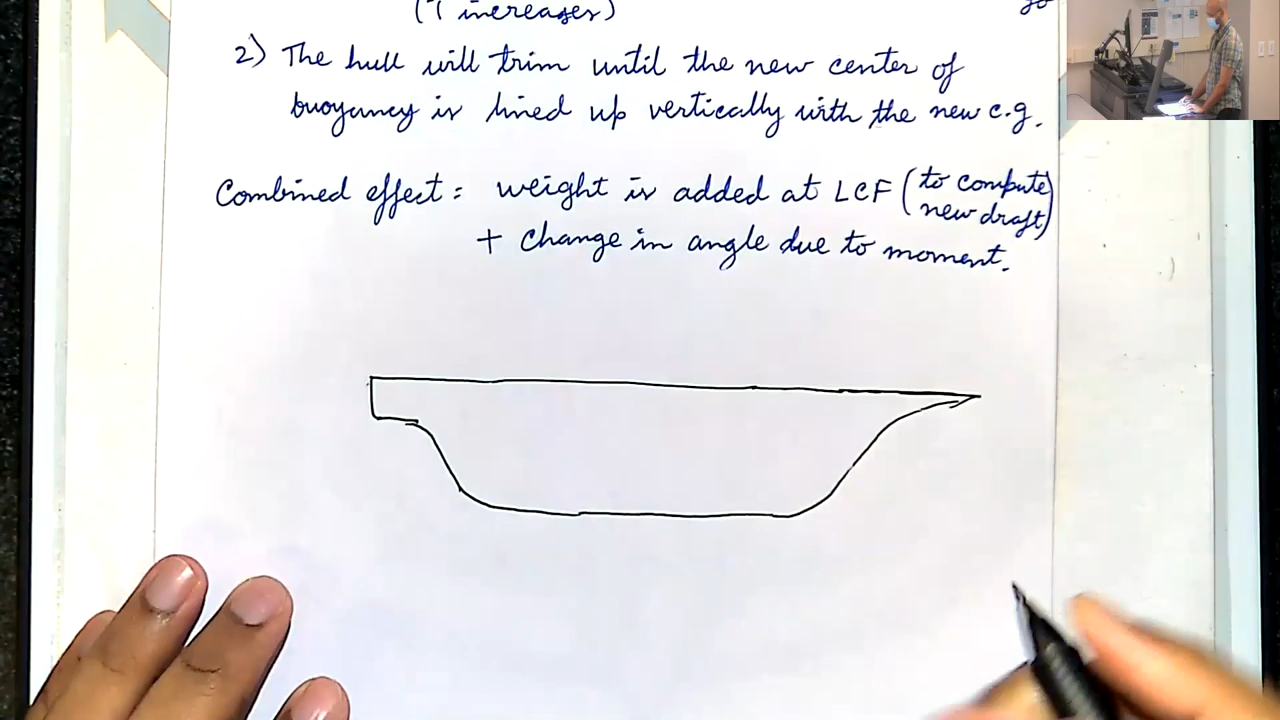 (T increases)
2) The hull will trim until the new center of
buoyancy is lined up vertically with the new c.g.
Combined effect: weight is added at LCF (to compute
new draft)
+ change in angle due to moment.